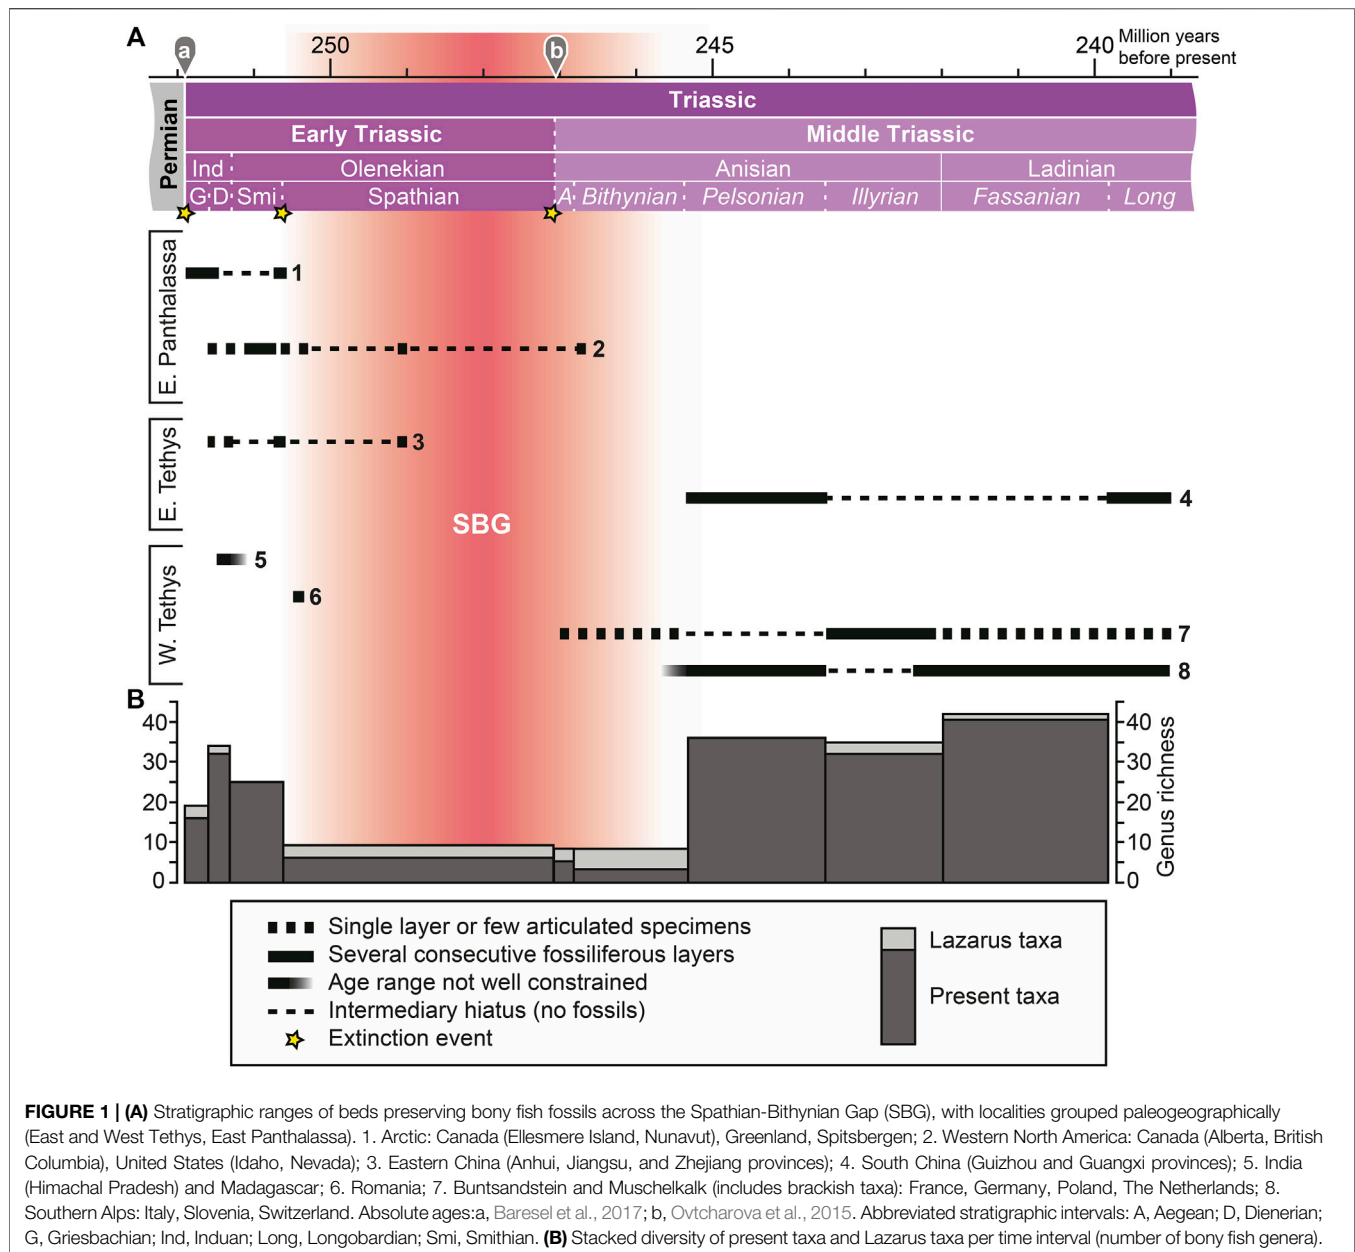 A
a
250
b
245
240
Million years
before present
Permian
Triassic
Early Triassic
Middle Triassic
Ind
Olenekian
Anisian
Ladinian
G
D
Smi
Spathian
A
Bithynian
Pelsonian
Illyrian
Fassanian
Long
E. Panthalassa
1
2
E. Tethys
3
4
SBG
W. Tethys
5
6
7
8
B
40
30
20
10
0
40
30
20
10
0
Genus richness
Single layer or few articulated specimens
Several consecutive fossiliferous layers
Age range not well constrained
Intermediary hiatus (no fossils)
Extinction event
Lazarus taxa
Present taxa
FIGURE 1 | (A) Stratigraphic ranges of beds preserving bony fish fossils across the Spathian-Bithynian Gap (SBG), with localities grouped paleogeographically
(East and West Tethys, East Panthalassa). 1. Arctic: Canada (Ellesmere Island, Nunavut), Greenland, Spitsbergen; 2. Western North America: Canada (Alberta, British
Columbia), United States (Idaho, Nevada); 3. Eastern China (Anhui, Jiangsu, and Zhejiang provinces); 4. South China (Guizhou and Guangxi provinces); 5. India
(Himachal Pradesh) and Madagascar; 6. Romania; 7. Buntsandstein and Muschelkalk (includes brackish taxa): France, Germany, Poland, The Netherlands; 8.
Southern Alps: Italy, Slovenia, Switzerland. Absolute ages:a, Baresel et al., 2017; b, Ovtcharova et al., 2015. Abbreviated stratigraphic intervals: A, Aegean; D, Dienerian;
G, Griesbachian; Ind, Induan; Long, Longobardian; Smi, Smithian. (B) Stacked diversity of present taxa and Lazarus taxa per time interval (number of bony fish genera).